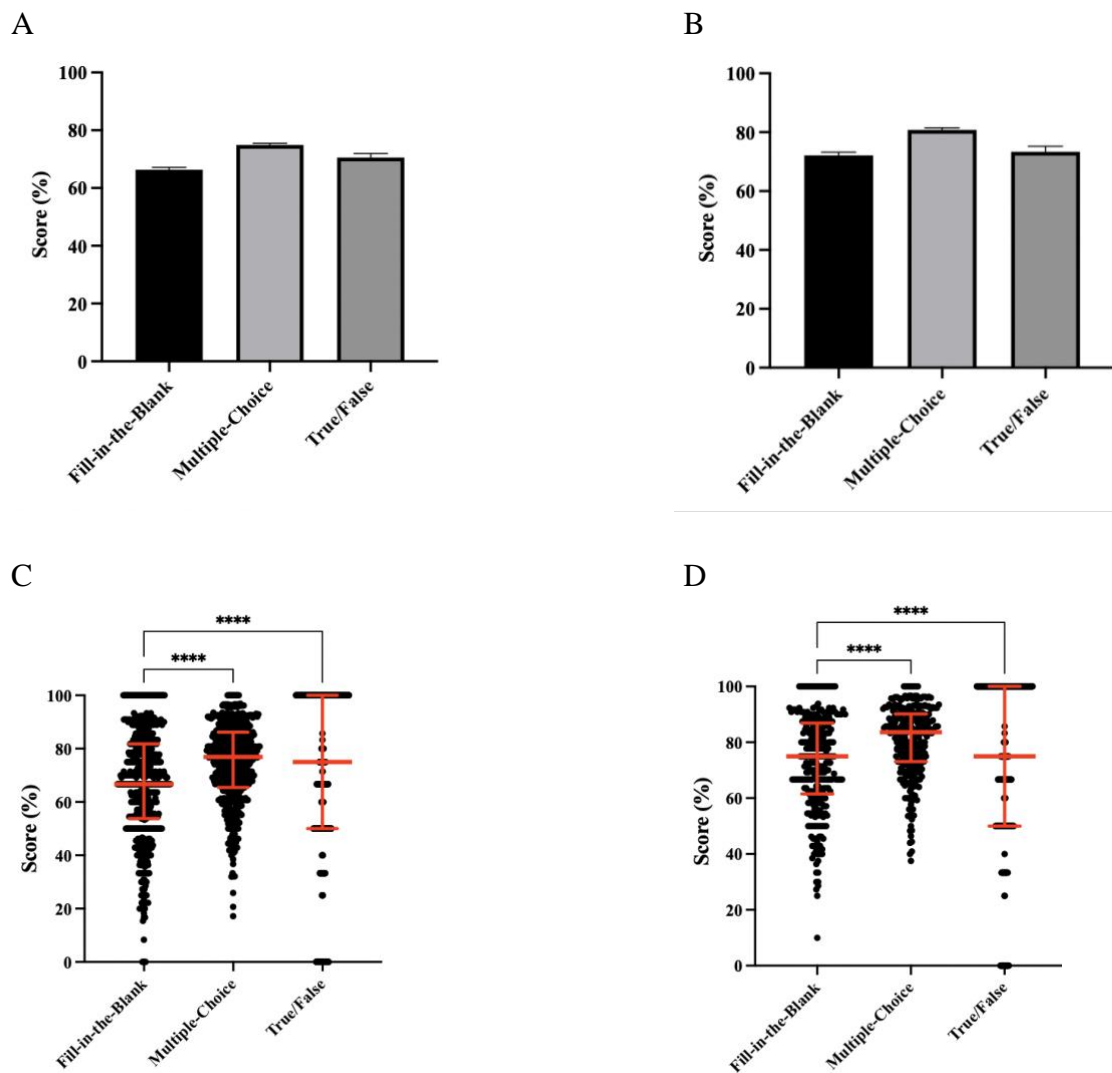 A
100
80
60
40
20
0
Score (%)
Fill-in-the-Blank
Multiple-Choice
True/False
B
100
80
60
40
20
0
Score (%)
Fill-in-the-Blank
Multiple-Choice
True/False
C
****
****
100
80
60
40
20
0
Score (%)
Fill-in-the-Blank
Multiple-Choice
True/False
D
****
****
100
80
60
40
20
0
Score (%)
Fill-in-the-Blank
Multiple-Choice
True/False